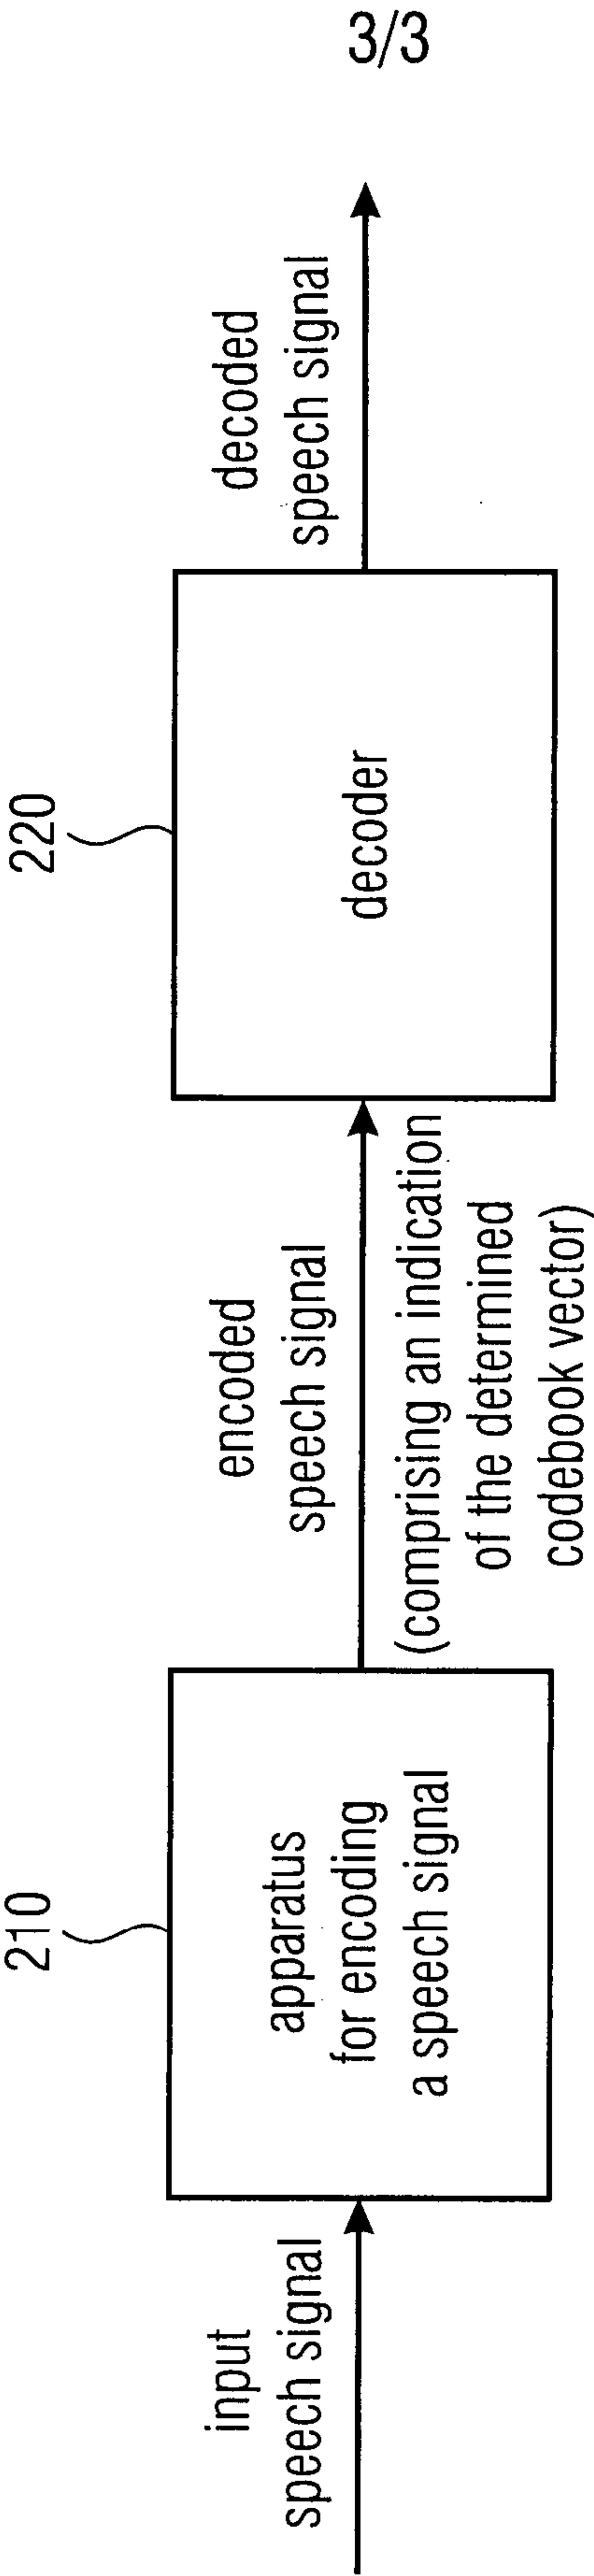 3/3
210
220
input
speech signal
apparatus
for encoding
a speech signal
encoded
speech signal
(comprising an indication
of the determined
codebook vector)
decoder
decoded
speech signal